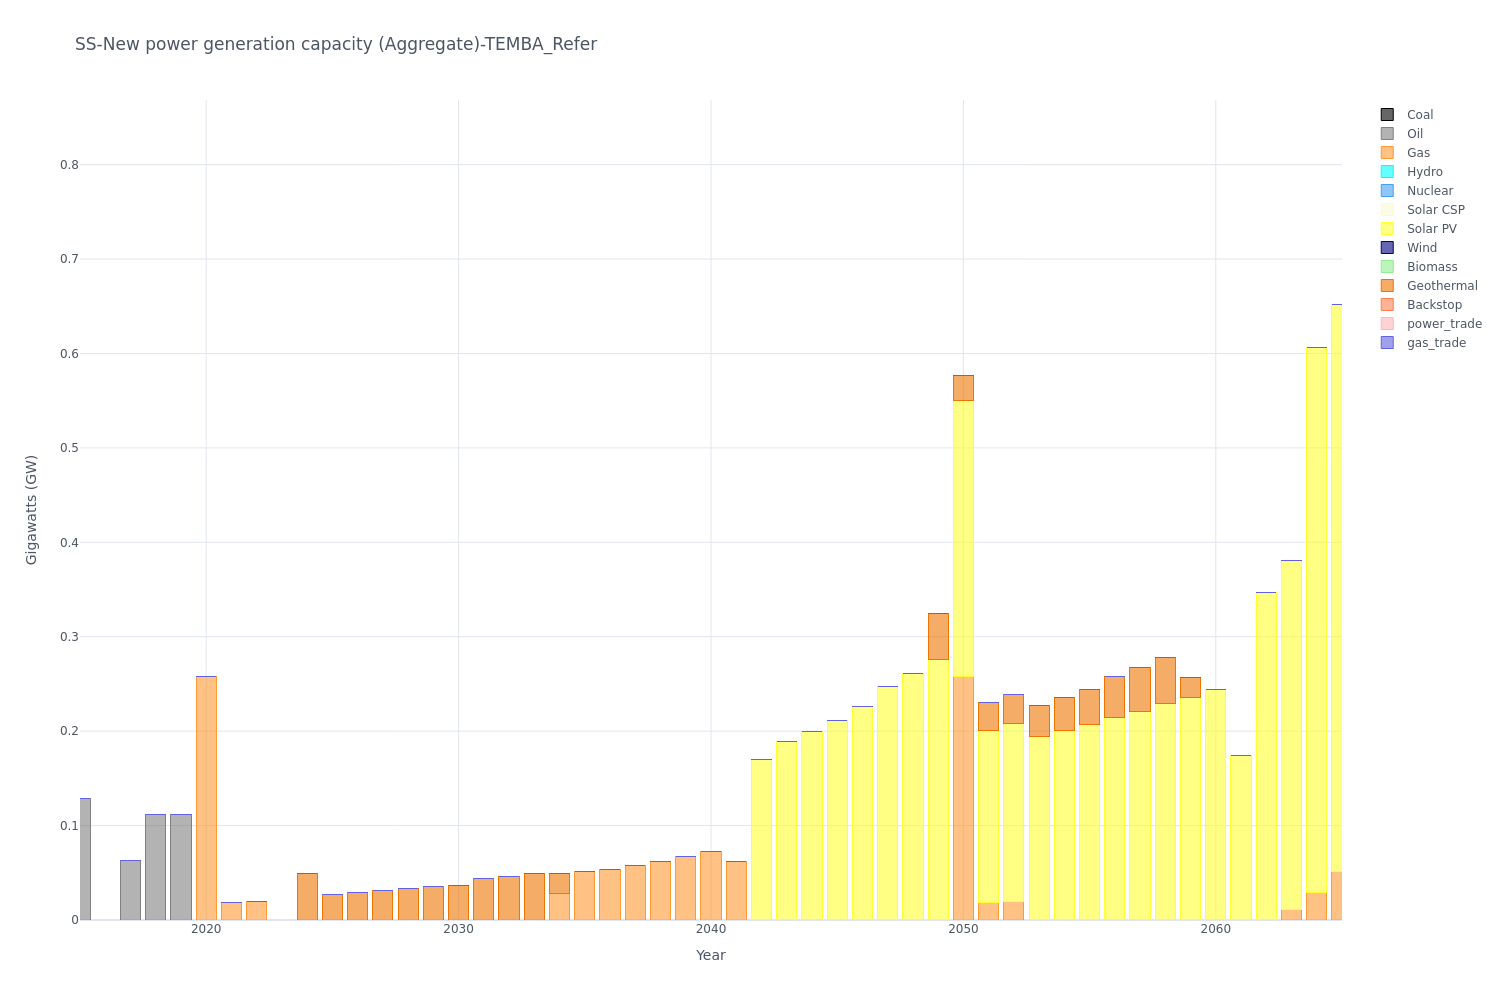 SS-New power generation capacity (Aggregate)-TEMBA_Refer
Coal
Oil
Gas
Hydro
Nuclear
Solar CSP
Solar PV
Wind
Biomass
Geothermal
Backstop
power_trade
gas_trade
0.8
0.7
0.6
0.5
0.4
0.3
0.2
0.1
0
Gigawatts (GW)
2020
2030
2040
2050
2060
Year